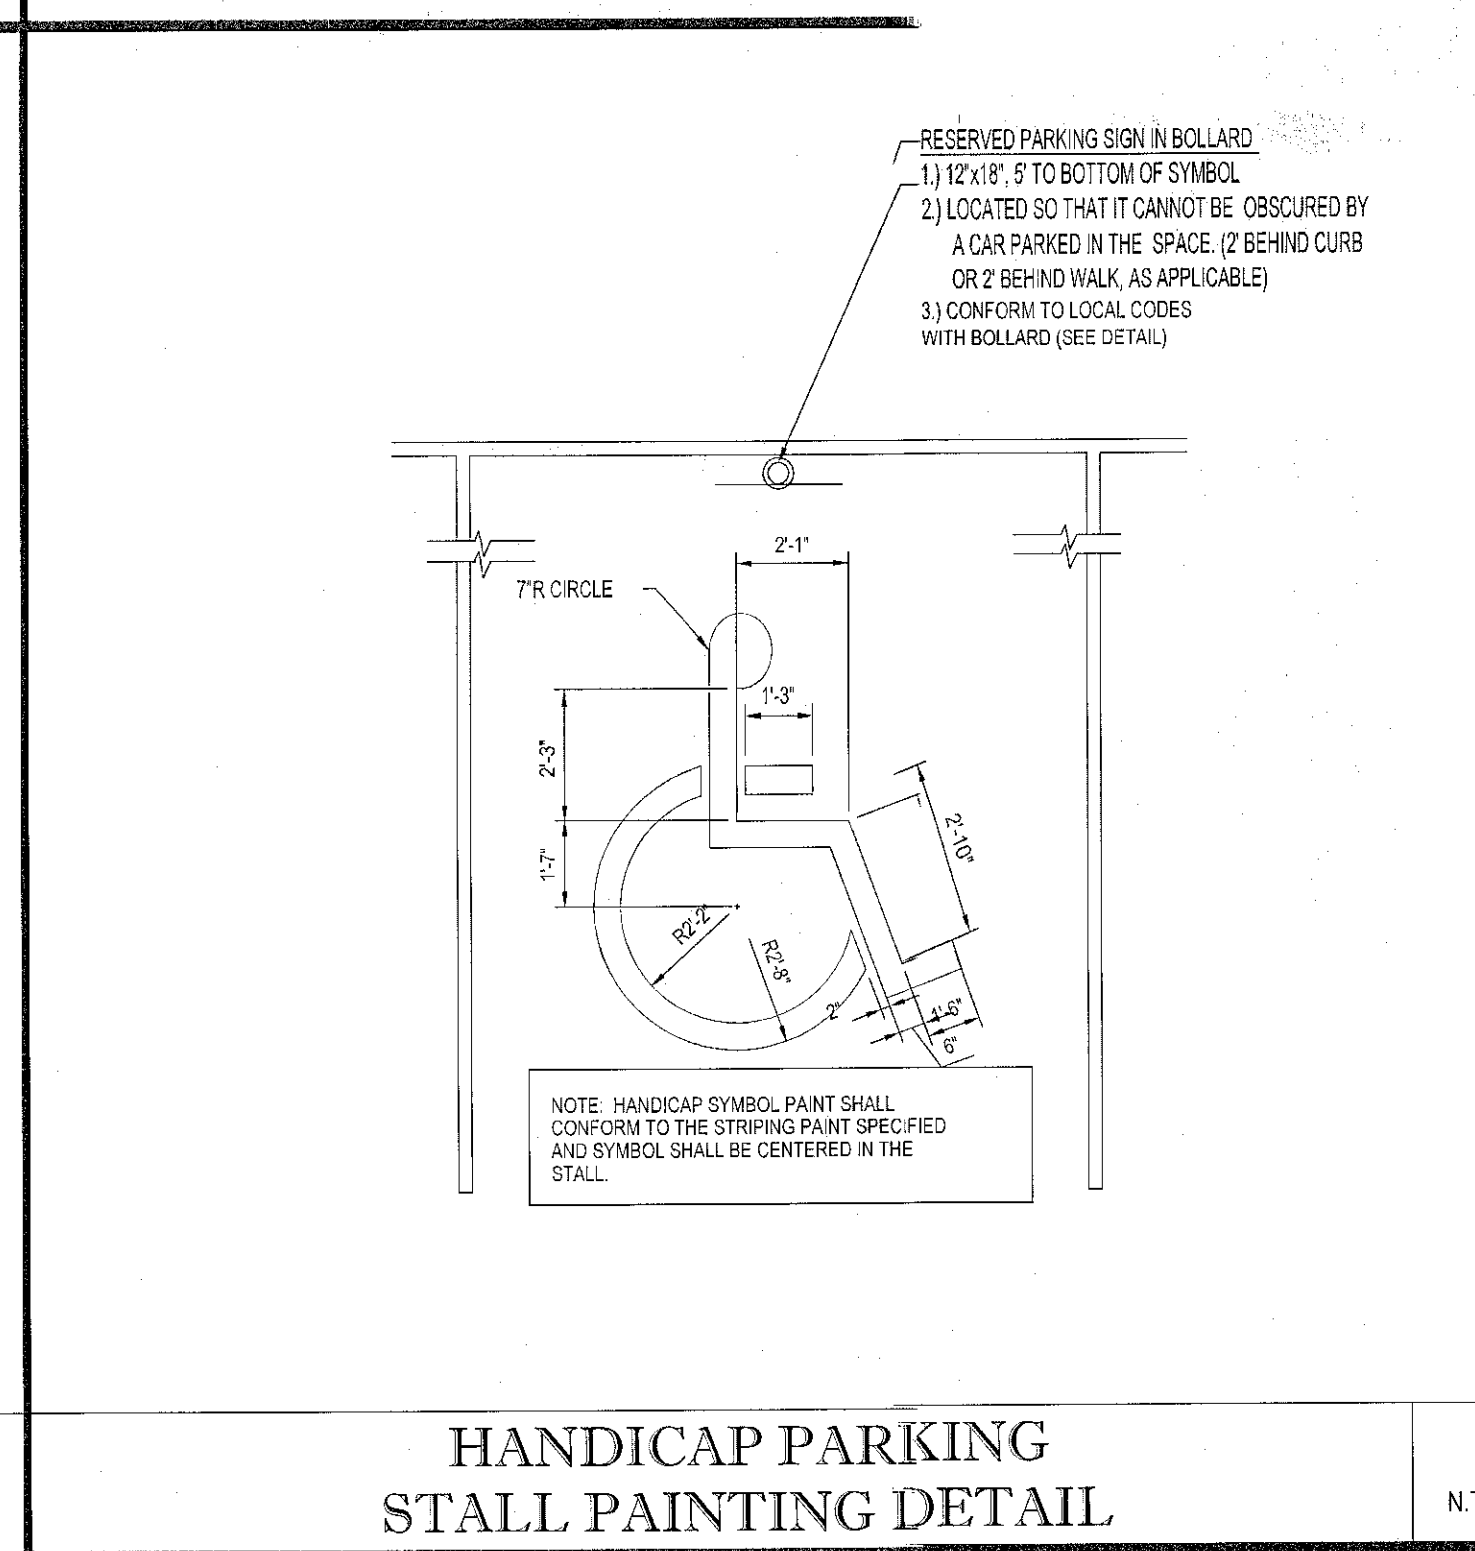 RESERVED PARKING SIGN IN BOLLARD
1.) 12"x18", 5' TO BOTTOM OF SYMBOL
2.) LOCATED SO THAT IT CANNOT BE OBSCURED BY
A CAR PARKED IN THE SPACE. (2' BEHIND CURB
OR 2' BEHIND WALK, AS APPLICABLE)
3.) CONFORM TO LOCAL CODES
WITH BOLLARD (SEE DETAIL)
2'-1"
7"R CIRCLE
1'-3"
2'-3"
2'-10"
1'-7"
R2'-2"
R2'-8"
2"
1'-6"
6"
NOTE: HANDICAP SYMBOL PAINT SHALL
CONFORM TO THE STRIPING PAINT SPECIFIED
AND SYMBOL SHALL BE CENTERED IN THE
STALL.
HANDICAP PARKING
STALL PAINTING DETAIL